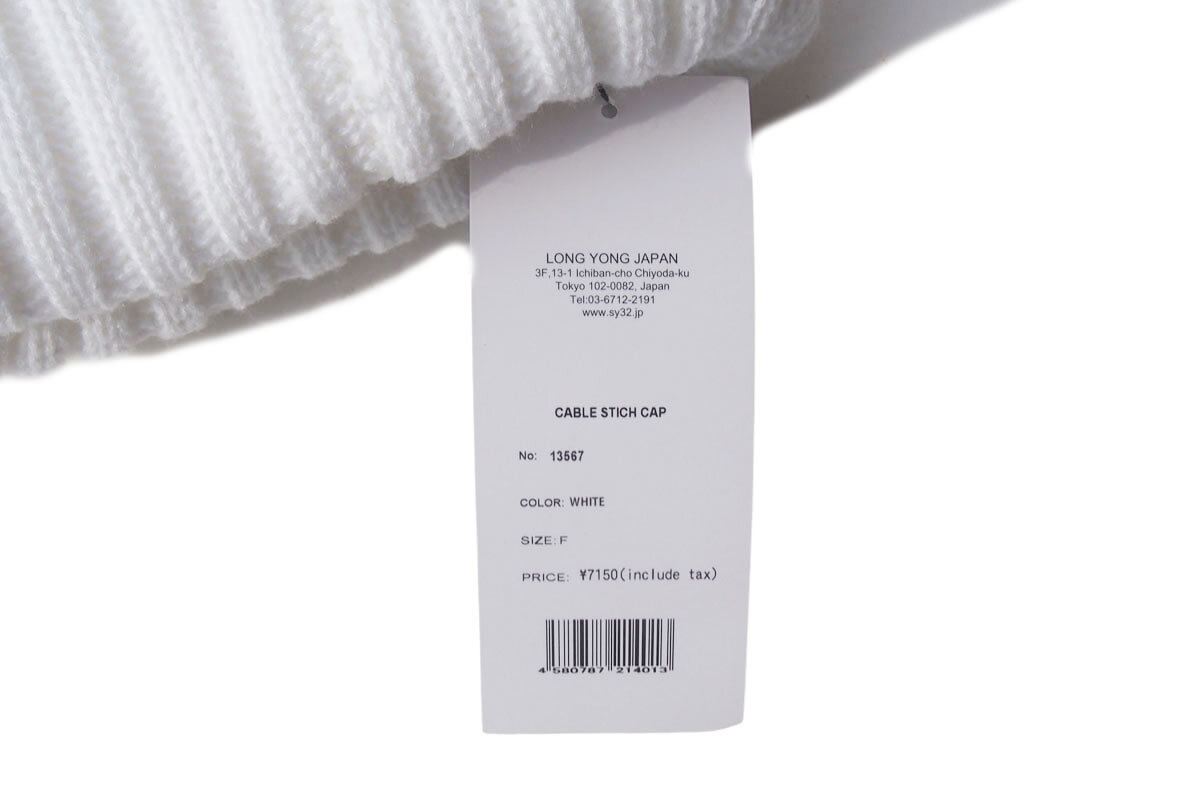 LONG YONG JAPAN
3F,13-1 Ichiban-cho Chiyoda-ku
Tokyo 102-0082, Japan
Tel:03-6712-2191
www.sy32.jp
CABLE STICH CAP
No: 13567
COLOR: WHITE
SIZE: F
PRICE: ¥7150(include tax)
4 580787 214013